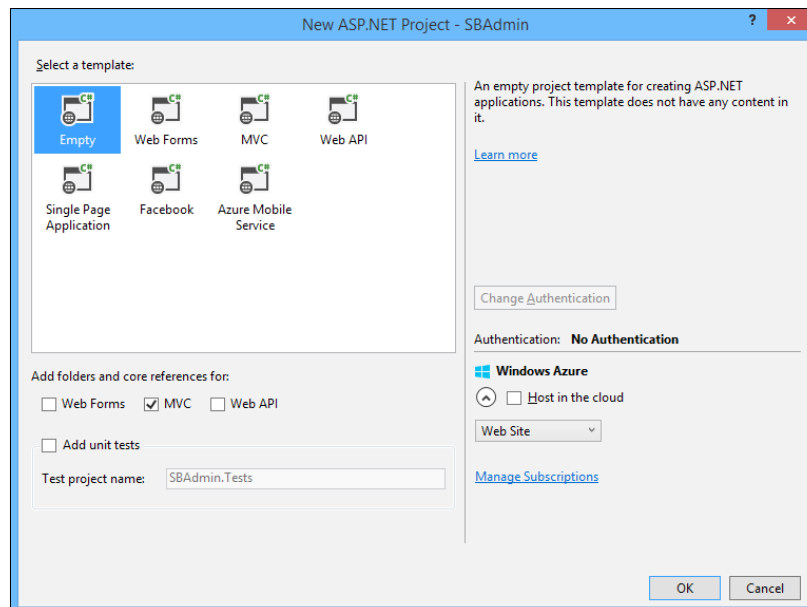 New ASP.NET Project - SBAdmin
?
Select a template:
C#
C#
C#
C#
Empty
Web Forms
MVC
Web API
C#
C#
C#
Single Page
Application
Facebook
Azure Mobile
Service
An empty project template for creating ASP.NET
applications. This template does not have any content in
it.
Learn more
Change Authentication
Authentication: No Authentication
Windows Azure
Host in the cloud
Web Site
Manage Subscriptions
Add folders and core references for:
Web Forms
MVC
Web API
Add unit tests
Test project name: SBAdmin.Tests
OK
Cancel